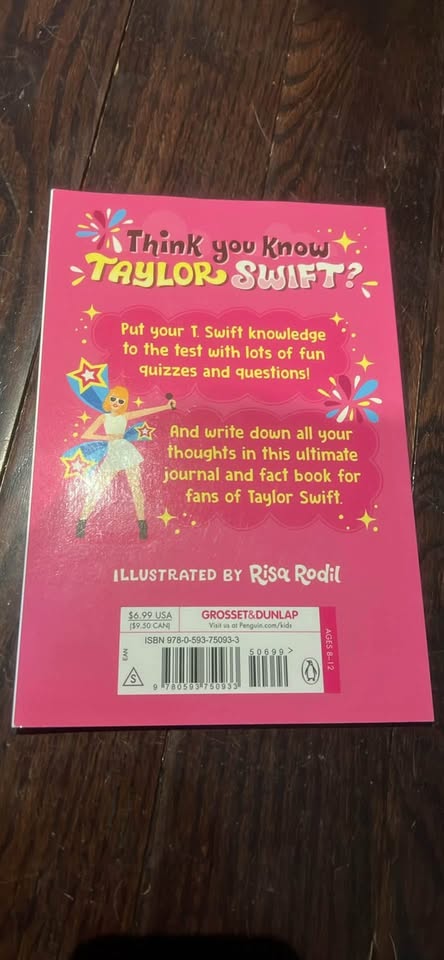 Think you Know
TAYLOR SWIFT?
Put your T. Swift knowledge
to the test with lots of fun
quizzes and questions!
And write down all your
thoughts in this ultimate
journal and fact book for
fans of Taylor Swift.
ILLUSTRATED BY Risa Rodil
$6.99 USA
($9.50 CAN)
GROSSET&DUNLAP
Visit us at Penguin.com/kids
ISBN 978-0-593-75093-3
50699>
EAN
S
9 780593 750933
AGES 8-12